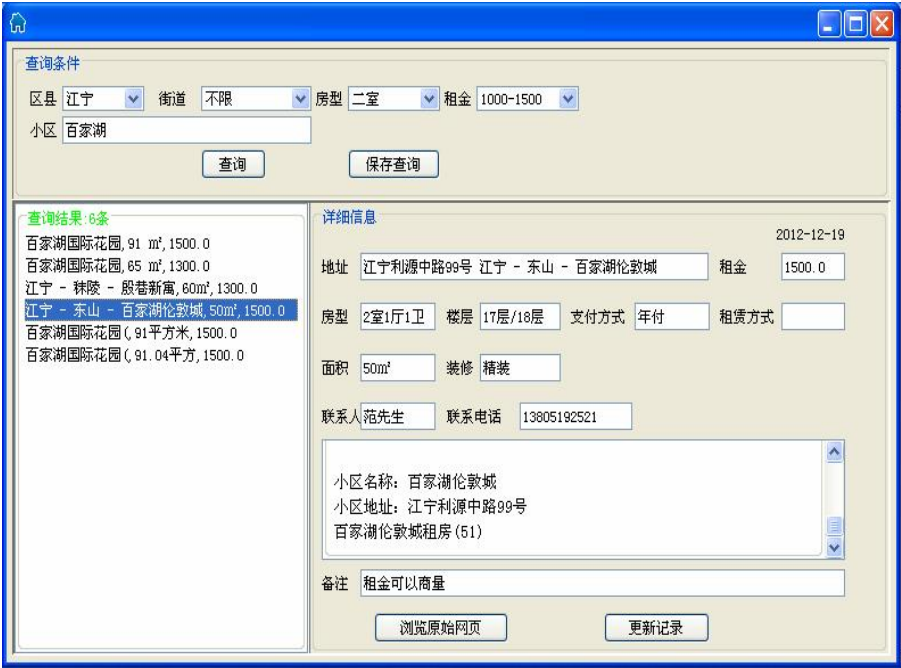 查询条件
区县 江宁 街道 不限 房型 二室 租金 1000-1500
小区 百家湖
查询 保存查询
查询结果:6条
百家湖国际花园,91 ㎡,1500.0
百家湖国际花园,65 ㎡,1300.0
江宁 - 秣陵 - 殷巷新寓,60㎡,1300.0
江宁 - 东山 - 百家湖伦敦城,50㎡,1500.0
百家湖国际花园(,91平方米,1500.0
百家湖国际花园(,91.04平方,1500.0
详细信息
2012-12-19
地址 江宁利源中路99号 江宁 - 东山 - 百家湖伦敦城 租金 1500.0
房型 2室1厅1卫 楼层 17层/18层 支付方式 年付 租赁方式
面积 50㎡ 装修 精装
联系人 范先生 联系电话 13805192521
小区名称: 百家湖伦敦城
小区地址: 江宁利源中路99号
百家湖伦敦城租房(51)
备注 租金可以商量
浏览原始网页 更新记录